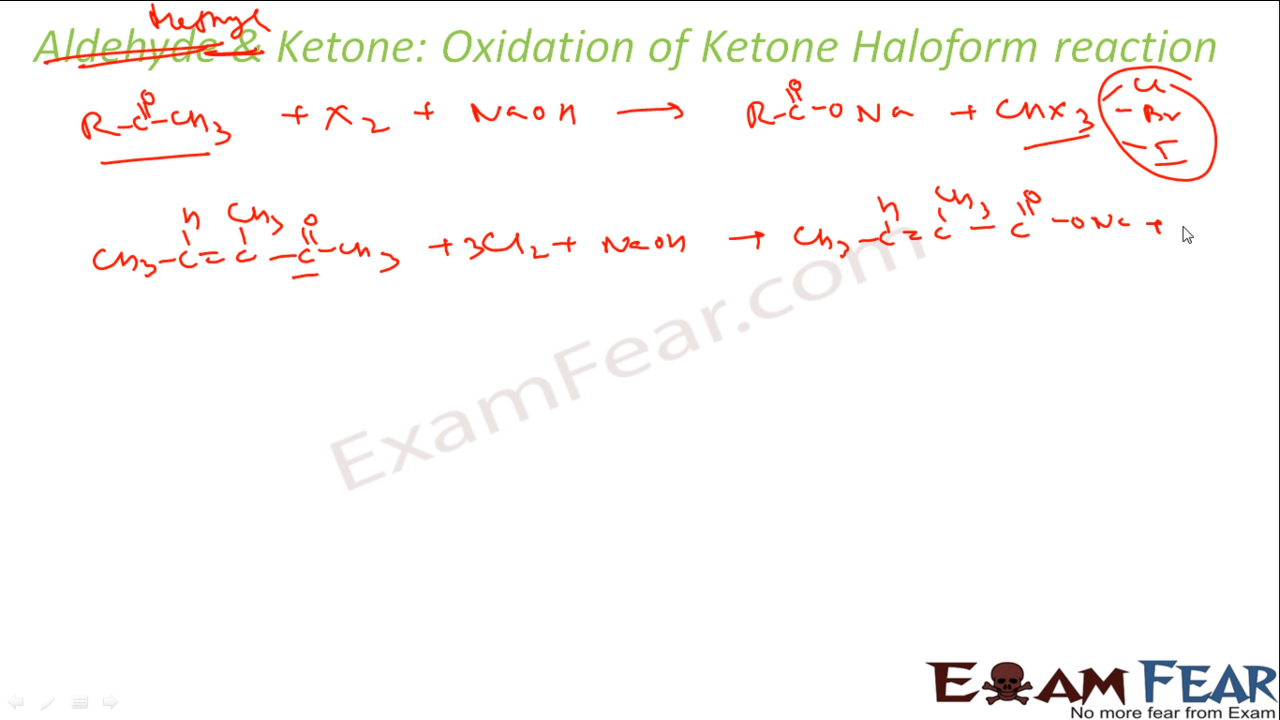 methyl
Aldehyde & Ketone: Oxidation of Ketone Haloform reaction
O O Cl
R-C-CH3 + X2 + NaOH → R-C-ONa + CHX3 - Br
- I
H CH3 O H CH3 O
CH3-C=C-C-CH3 + 3Cl2 + NaOH → CH3-C=C-C-ONa +
ExamFear.com
EXAM FEAR
No more fear from Exam